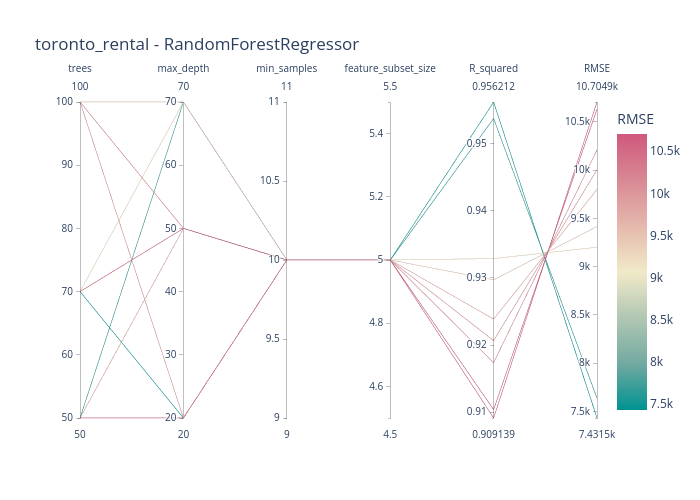 toronto_rental - RandomForestRegressor
trees max_depth min_samples feature_subset_size R_squared RMSE
100 70 11 5.5 0.956212 10.7049k
100 70 11 5.4 0.95 10.5k
90 60 10.5 5.2 0.94 10k
80 50 10 5 0.93 9.5k
70 40 9.5 4.8 0.92 9k
60 30 9 4.6 0.91 8.5k
50 20 8k
7.5k
50 20 9 4.5 0.909139 7.4315k
RMSE
10.5k
10k
9.5k
9k
8.5k
8k
7.5k